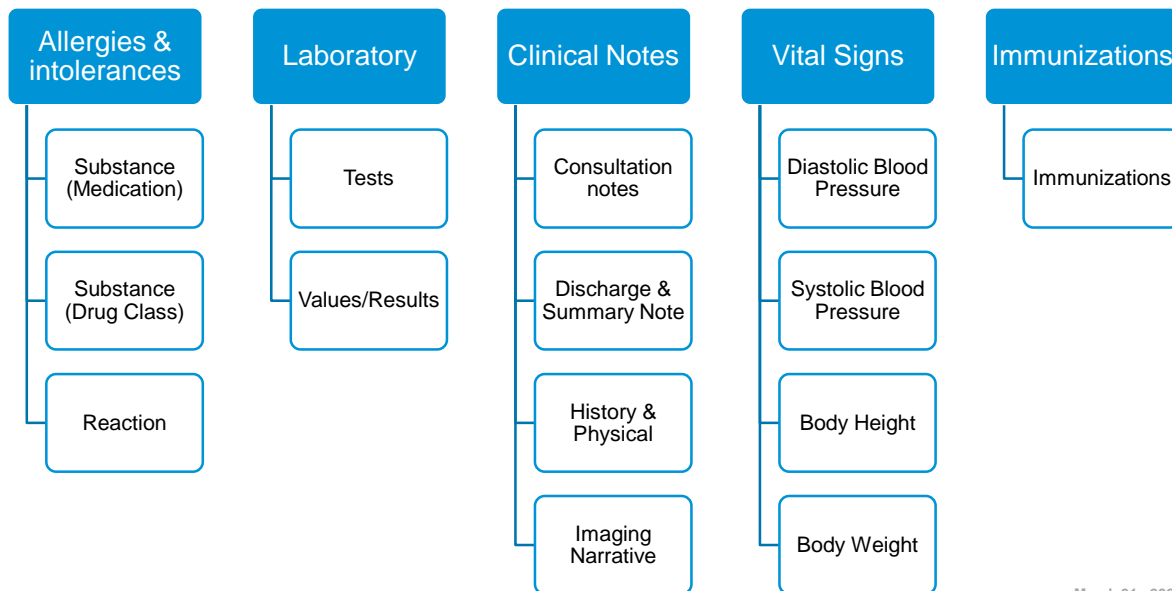 Allergies &
intolerances
Substance
(Medication)
Substance
(Drug Class)
Reaction
Laboratory
Tests
Values/Results
Clinical Notes
Consultation
notes
Discharge &
Summary Note
History &
Physical
Imaging
Narrative
Vital Signs
Diastolic Blood
Pressure
Systolic Blood
Pressure
Body Height
Body Weight
Immunizations
Immunizations